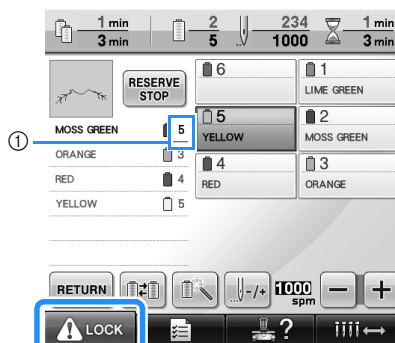 1 min
3 min
2
5
234
1000
1 min
3 min
RESERVE
STOP
6
1
LIME GREEN
①
MOSS GREEN 5
ORANGE 3
RED 4
YELLOW 5
5
YELLOW
2
MOSS GREEN
4
RED
3
ORANGE
RETURN
-/+
1000
spm
− +
LOCK
?